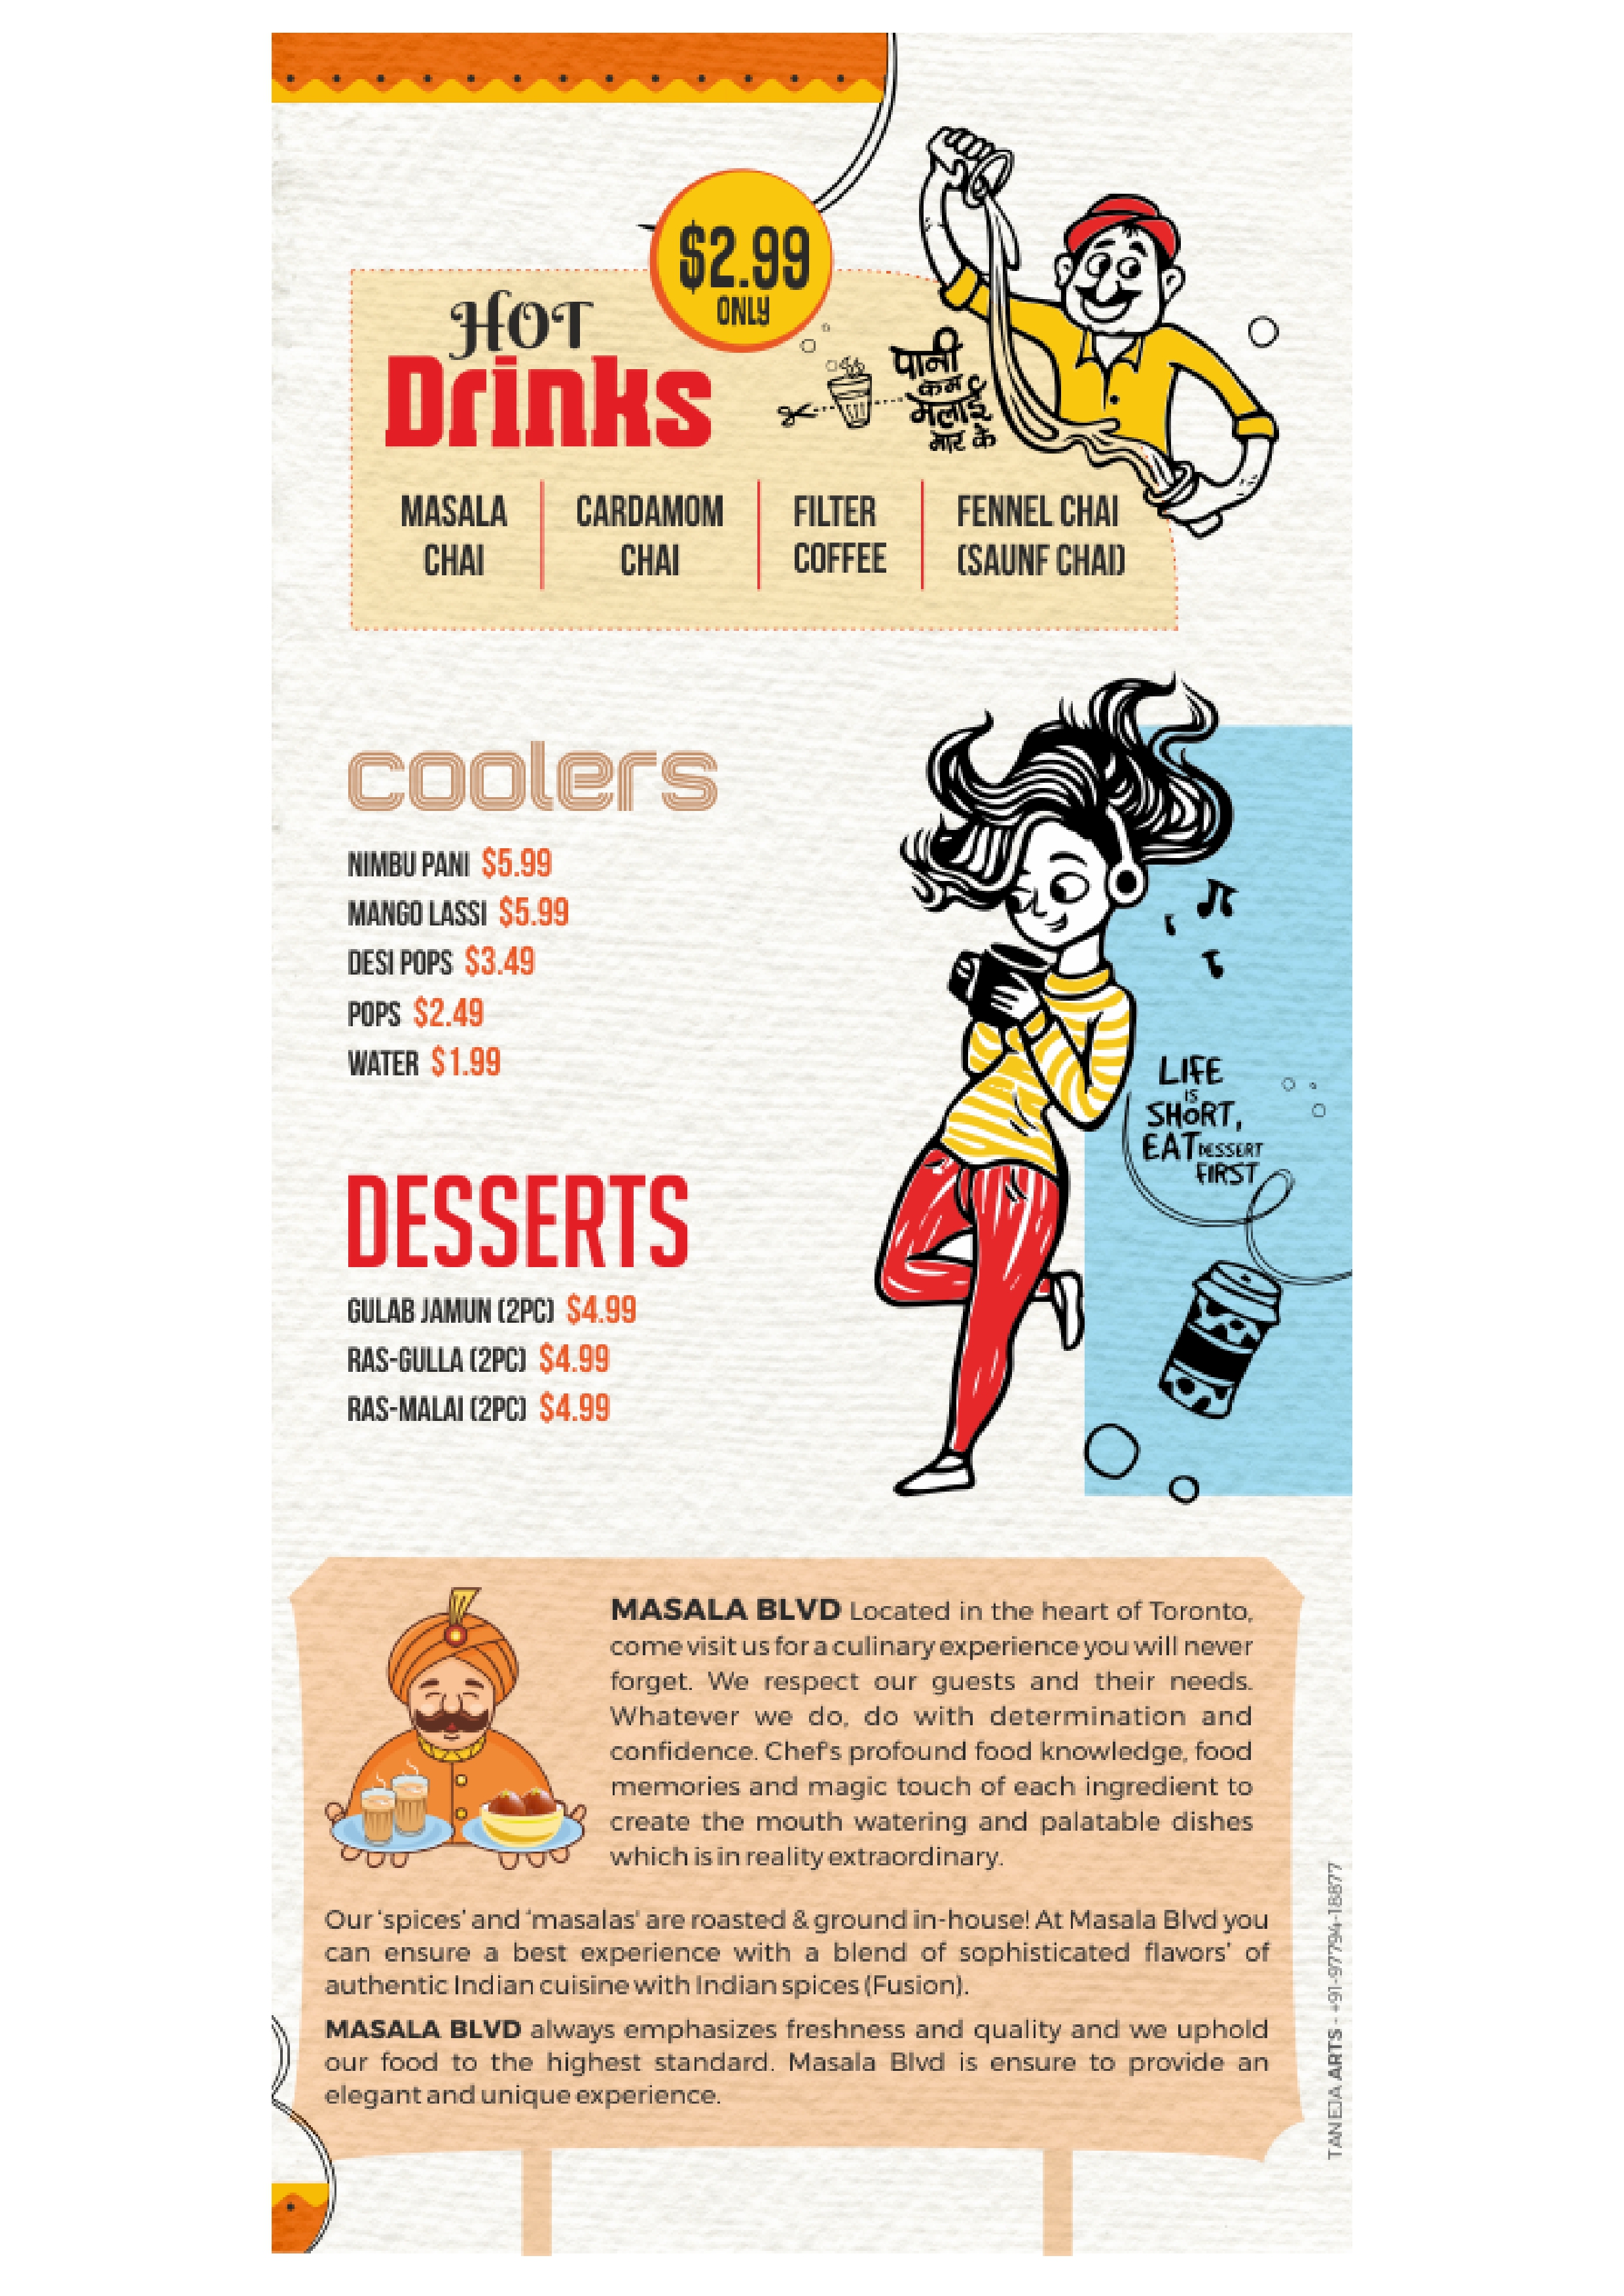 $2.99
ONLY
HOT
Drinks
पानी
कम
मलाई
मार के
MASALA
CHAI
CARDAMOM
CHAI
FILTER
COFFEE
FENNEL CHAI
(SAUNF CHAI)
coolers
NIMBU PANI $5.99
MANGO LASSI $5.99
DESI POPS $3.49
POPS $2.49
WATER $1.99
LIFE
IS
SHORT,
EAT DESSERT
FIRST
DESSERTS
GULAB JAMUN (2PC) $4.99
RAS-GULLA (2PC) $4.99
RAS-MALAI (2PC) $4.99
MASALA BLVD Located in the heart of Toronto,
come visit us for a culinary experience you will never
forget. We respect our guests and their needs.
Whatever we do, do with determination and
confidence. Chef's profound food knowledge, food
memories and magic touch of each ingredient to
create the mouth watering and palatable dishes
which is in reality extraordinary.
Our 'spices' and 'masalas' are roasted & ground in-house! At Masala Blvd you
can ensure a best experience with a blend of sophisticated flavors' of
authentic Indian cuisine with Indian spices (Fusion).
MASALA BLVD always emphasizes freshness and quality and we uphold
our food to the highest standard. Masala Blvd is ensure to provide an
elegant and unique experience.
TANEJA ARTS - +91-97794-18877